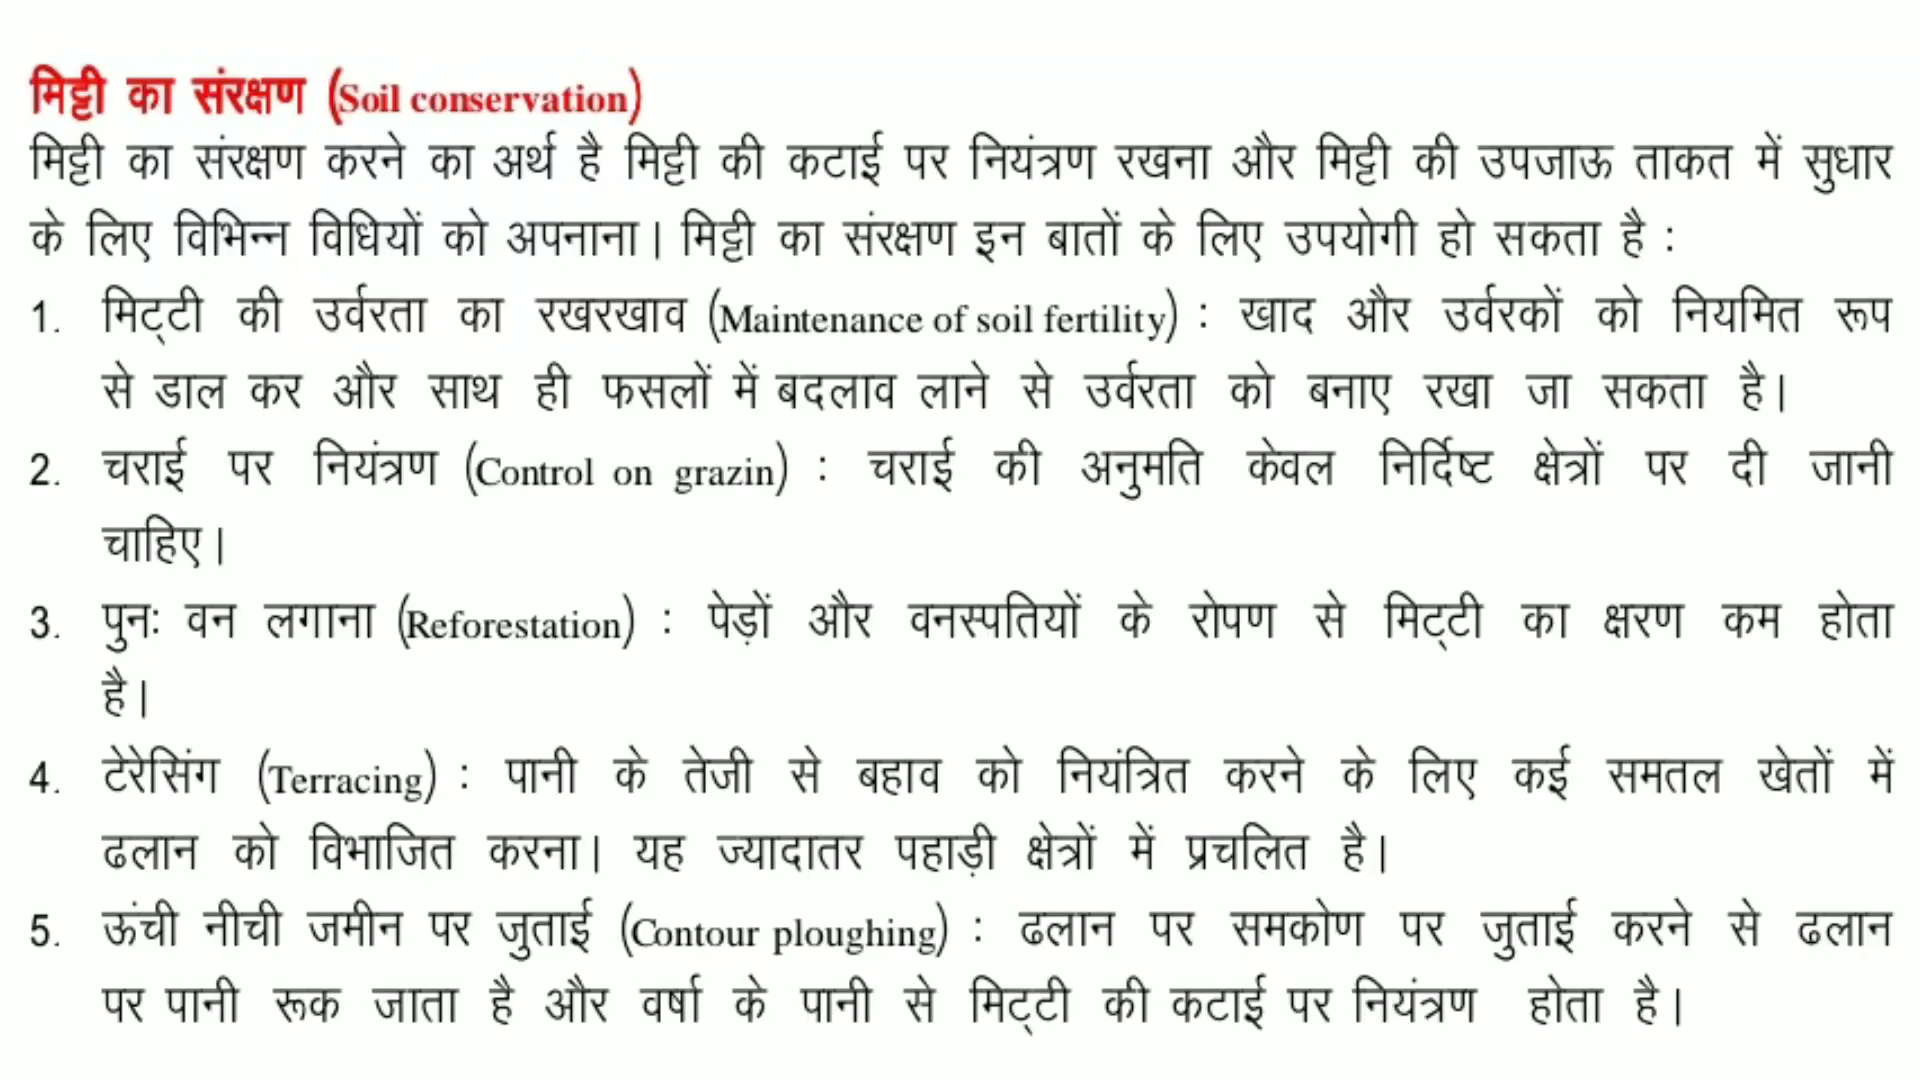 मिट्टी का संरक्षण (Soil conservation)
मिट्टी का संरक्षण करने का अर्थ है मिट्टी की कटाई पर नियंत्रण रखना और मिट्टी की उपजाऊ ताकत में सुधार
के लिए विभिन्न विधियों को अपनाना। मिट्टी का संरक्षण इन बातों के लिए उपयोगी हो सकता है :
1. मिट्टी की उर्वरता का रखरखाव (Maintenance of soil fertility) : खाद और उर्वरकों को नियमित रूप
से डाल कर और साथ ही फसलों में बदलाव लाने से उर्वरता को बनाए रखा जा सकता है।
2. चराई पर नियंत्रण (Control on grazin) : चराई की अनुमति केवल निर्दिष्ट क्षेत्रों पर दी जानी
चाहिए।
3. पुनः वन लगाना (Reforestation) : पेड़ों और वनस्पतियों के रोपण से मिट्टी का क्षरण कम होता
है।
4. टेरेसिंग (Terracing) : पानी के तेजी से बहाव को नियंत्रित करने के लिए कई समतल खेतों में
ढलान को विभाजित करना। यह ज्यादातर पहाड़ी क्षेत्रों में प्रचलित है।
5. ऊंची नीची जमीन पर जुताई (Contour ploughing) : ढलान पर समकोण पर जुताई करने से ढलान
पर पानी रूक जाता है और वर्षा के पानी से मिट्टी की कटाई पर नियंत्रण होता है।